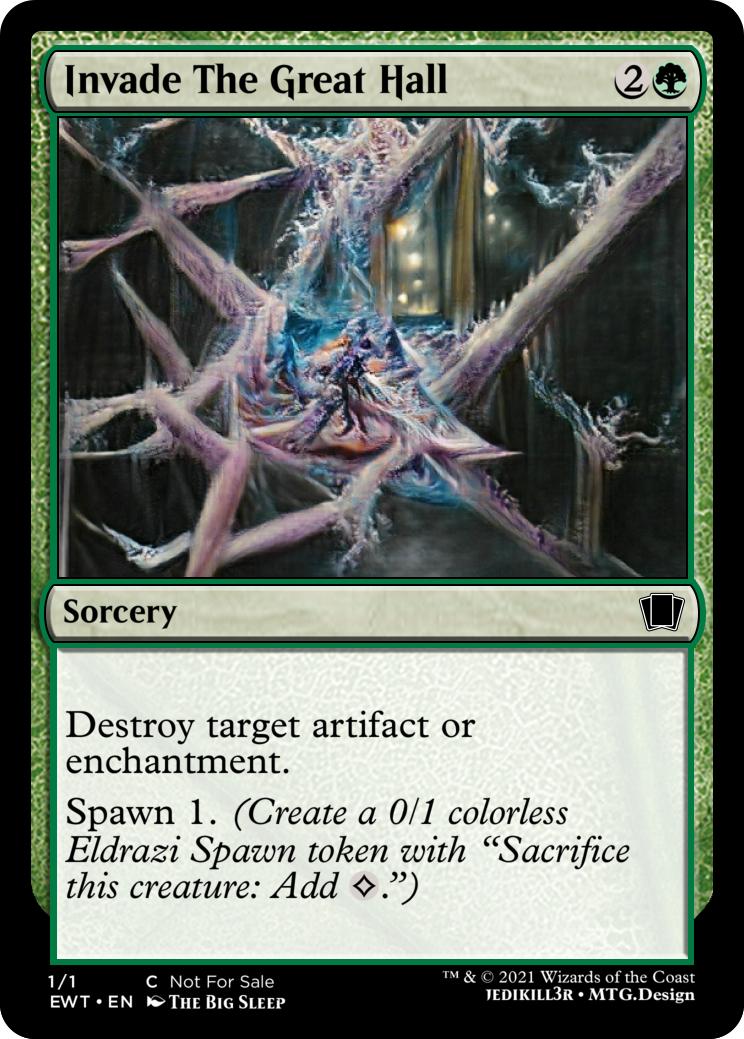 Invade The Great Hall 2
Sorcery
Destroy target artifact or
enchantment.
Spawn 1. (Create a 0/1 colorless
Eldrazi Spawn token with “Sacrifice
this creature: Add .”)
1/1 C Not For Sale ™ & © 2021 Wizards of the Coast
EWT • EN The Big Sleep JEDIKILL3R • MTG.Design